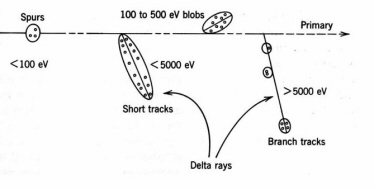 Spurs
100 to 500 eV blobs
Primary
<100 eV
<5000 eV
>5000 eV
Short tracks
Branch tracks
Delta rays